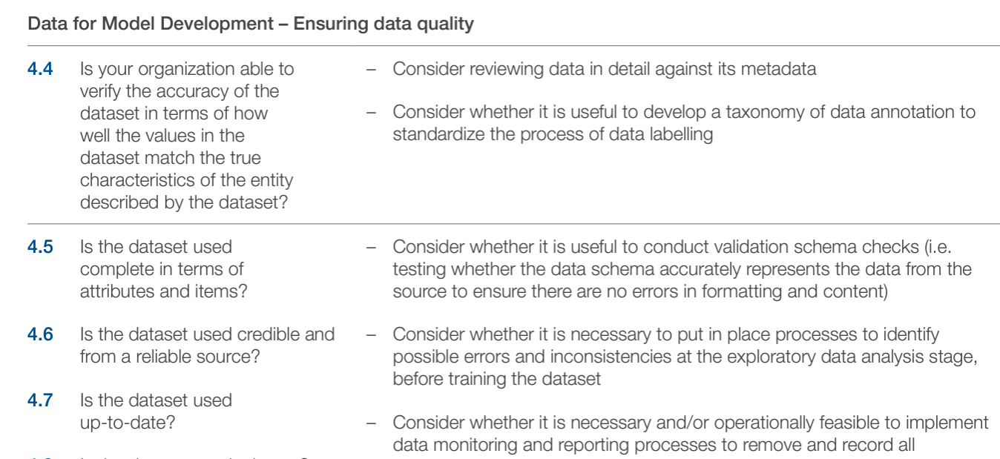 Data for Model Development – Ensuring data quality
4.4 Is your organization able to
verify the accuracy of the
dataset in terms of how
well the values in the
dataset match the true
characteristics of the entity
described by the dataset?
– Consider reviewing data in detail against its metadata
– Consider whether it is useful to develop a taxonomy of data annotation to
standardize the process of data labelling
4.5 Is the dataset used
complete in terms of
attributes and items?
4.6 Is the dataset used credible and
from a reliable source?
4.7 Is the dataset used
up-to-date?
– Consider whether it is useful to conduct validation schema checks (i.e.
testing whether the data schema accurately represents the data from the
source to ensure there are no errors in formatting and content)
– Consider whether it is necessary to put in place processes to identify
possible errors and inconsistencies at the exploratory data analysis stage,
before training the dataset
– Consider whether it is necessary and/or operationally feasible to implement
data monitoring and reporting processes to remove and record all